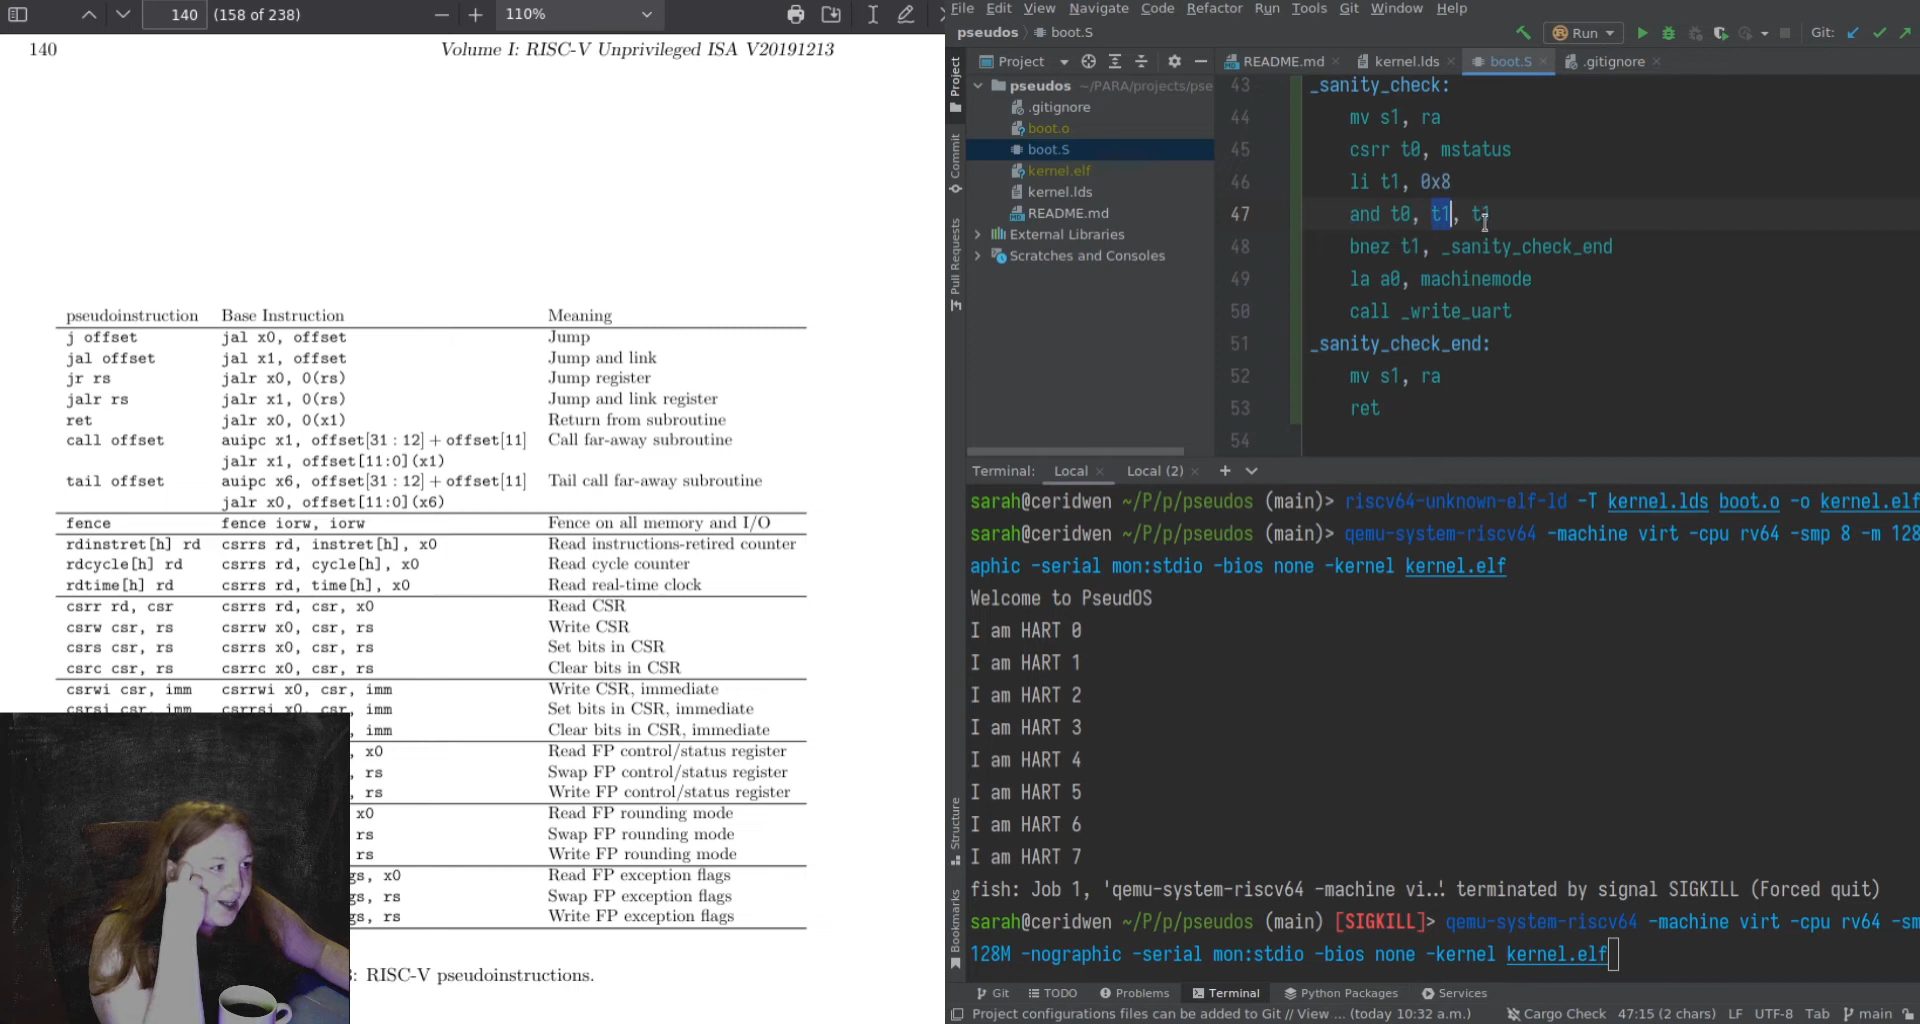 140 (158 of 238) 110%
140 Volume I: RISC-V Unprivileged ISA V20191213
pseudoinstruction Base Instruction Meaning
j offset jal x0, offset Jump
jal offset jal x1, offset Jump and link
jr rs jalr x0, 0(rs) Jump register
jalr rs jalr x1, 0(rs) Jump and link register
ret jalr x0, 0(x1) Return from subroutine
call offset auipc x1, offset[31 : 12] + offset[11] Call far-away subroutine
jalr x1, offset[11:0](x1)
tail offset auipc x6, offset[31 : 12] + offset[11] Tail call far-away subroutine
jalr x0, offset[11:0](x6)
fence fence iorw, iorw Fence on all memory and I/O
rdinstret[h] rd csrrs rd, instret[h], x0 Read instructions-retired counter
rdcycle[h] rd csrrs rd, cycle[h], x0 Read cycle counter
rdtime[h] rd csrrs rd, time[h], x0 Read real-time clock
csrr rd, csr csrrs rd, csr, x0 Read CSR
csrw csr, rs csrrw x0, csr, rs Write CSR
csrs csr, rs csrrs x0, csr, rs Set bits in CSR
csrc csr, rs csrrc x0, csr, rs Clear bits in CSR
csrwi csr, imm csrrwi x0, csr, imm Write CSR, immediate
csrsi csr, imm csrrsi x0, csr, imm Set bits in CSR, immediate
, imm Clear bits in CSR, immediate
, x0 Read FP control/status register
, rs Swap FP control/status register
, rs Write FP control/status register
x0 Read FP rounding mode
rs Swap FP rounding mode
rs Write FP rounding mode
gs, x0 Read FP exception flags
gs, rs Swap FP exception flags
gs, rs Write FP exception flags
: RISC-V pseudoinstructions.
File Edit View Navigate Code Refactor Run Tools Git Window Help
pseudos › boot.S Run Git:
Project README.md kernel.lds boot.S .gitignore
pseudos ~/PARA/projects/pse
.gitignore
boot.o
boot.S
kernel.elf
kernel.lds
README.md
External Libraries
Scratches and Consoles
Project
Commit
Pull Requests
Structure
Bookmarks
43 _sanity_check:
44 mv s1, ra
45 csrr t0, mstatus
46 li t1, 0x8
47 and t0, t1, t1
48 bnez t1, _sanity_check_end
49 la a0, machinemode
50 call _write_uart
51 _sanity_check_end:
52 mv s1, ra
53 ret
54
Terminal: Local Local (2)
sarah@ceridwen ~/P/p/pseudos (main)> riscv64-unknown-elf-ld -T kernel.lds boot.o -o kernel.elf
sarah@ceridwen ~/P/p/pseudos (main)> qemu-system-riscv64 -machine virt -cpu rv64 -smp 8 -m 128
aphic -serial mon:stdio -bios none -kernel kernel.elf
Welcome to PseudOS
I am HART 0
I am HART 1
I am HART 2
I am HART 3
I am HART 4
I am HART 5
I am HART 6
I am HART 7
fish: Job 1, 'qemu-system-riscv64 -machine vi…' terminated by signal SIGKILL (Forced quit)
sarah@ceridwen ~/P/p/pseudos (main) [SIGKILL]> qemu-system-riscv64 -machine virt -cpu rv64 -sm
128M -nographic -serial mon:stdio -bios none -kernel kernel.elf
Git TODO Problems Terminal Python Packages Services
Project configurations files can be added to Git // View ... (today 10:32 a.m.) Cargo Check 47:15 (2 chars) LF UTF-8 Tab main